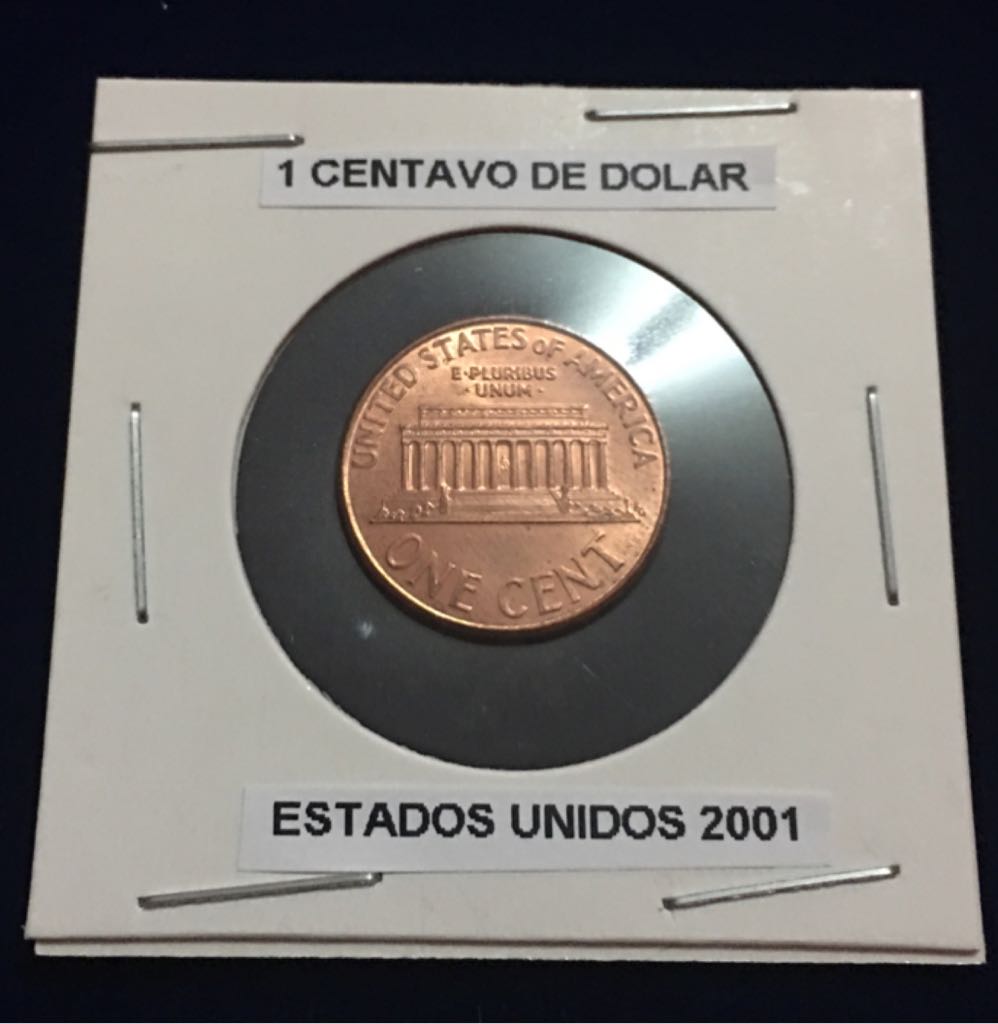 1 CENTAVO DE DOLAR
UNITED STATES OF AMERICA
E·PLURIBUS
·UNUM·
ONE CENT
ESTADOS UNIDOS 2001